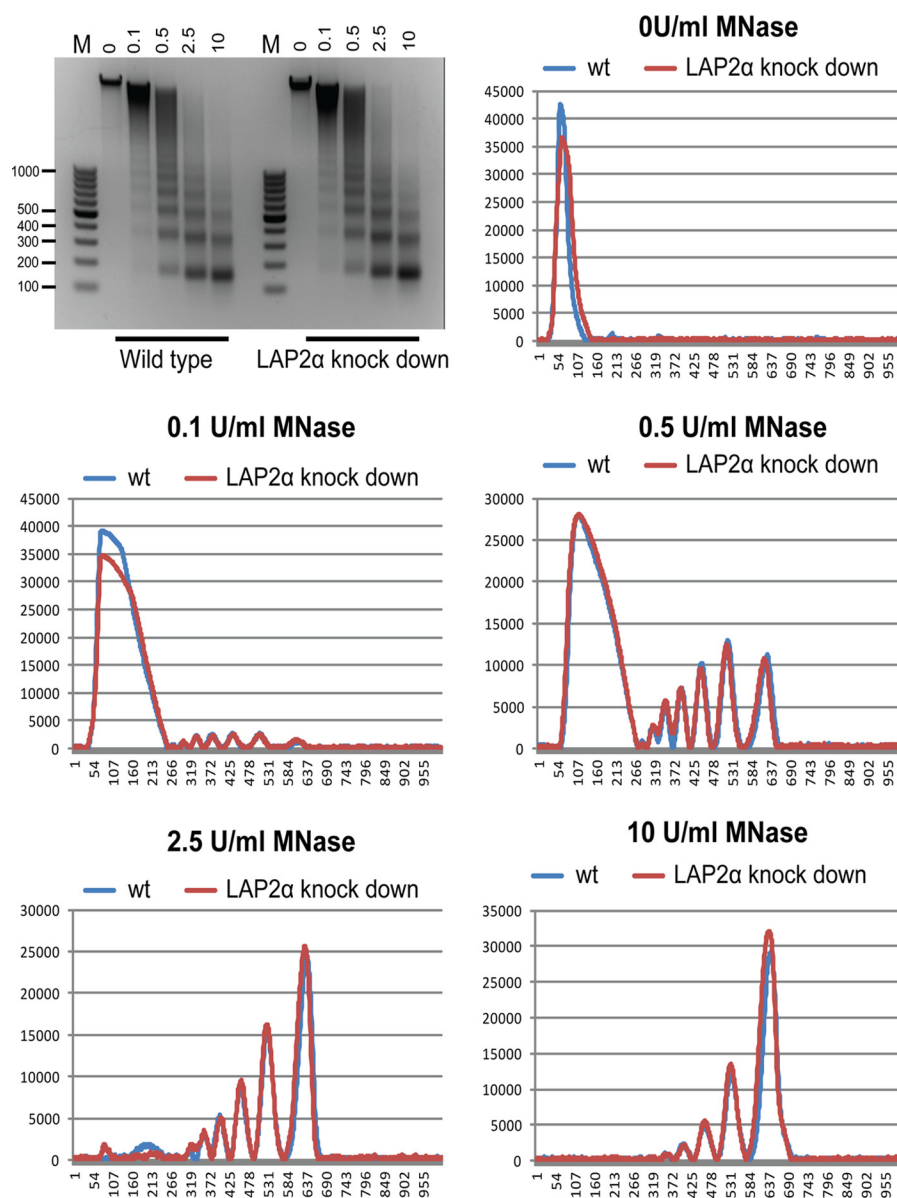 M 0 0.1 0.5 2.5 10 M 0 0.1 0.5 2.5 10
1000
500
400
300
200
100
Wild type LAP2α knock down
0U/ml MNase
wt LAP2α knock down
45000
40000
35000
30000
25000
20000
15000
10000
5000
0
1 54 107 160 213 266 319 372 425 478 531 584 637 690 743 796 849 902 955
0.1 U/ml MNase
wt LAP2α knock down
45000
40000
35000
30000
25000
20000
15000
10000
5000
0
1 54 107 160 213 266 319 372 425 478 531 584 637 690 743 796 849 902 955
0.5 U/ml MNase
wt LAP2α knock down
30000
25000
20000
15000
10000
5000
0
1 54 107 160 213 266 319 372 425 478 531 584 637 690 743 796 849 902 955
2.5 U/ml MNase
wt LAP2α knock down
30000
25000
20000
15000
10000
5000
0
1 54 107 160 213 266 319 372 425 478 531 584 637 690 743 796 849 902 955
10 U/ml MNase
wt LAP2α knock down
35000
30000
25000
20000
15000
10000
5000
0
1 54 107 160 213 266 319 372 425 478 531 584 637 690 743 796 849 902 955